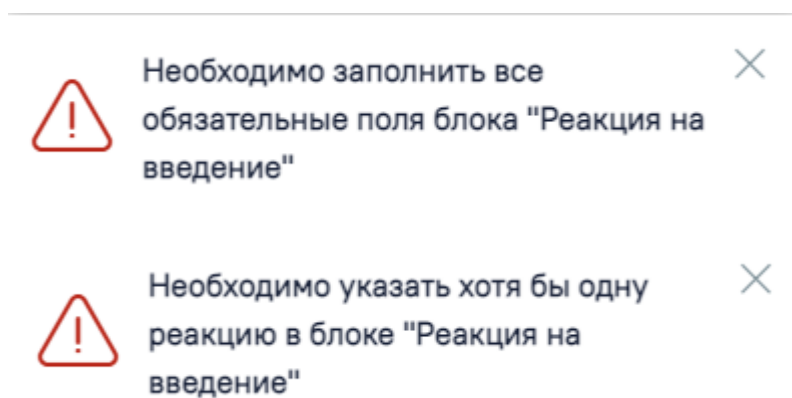 Необходимо заполнить все
обязательные поля блока "Реакция на
введение"
Необходимо указать хотя бы одну
реакцию в блоке "Реакция на
введение"